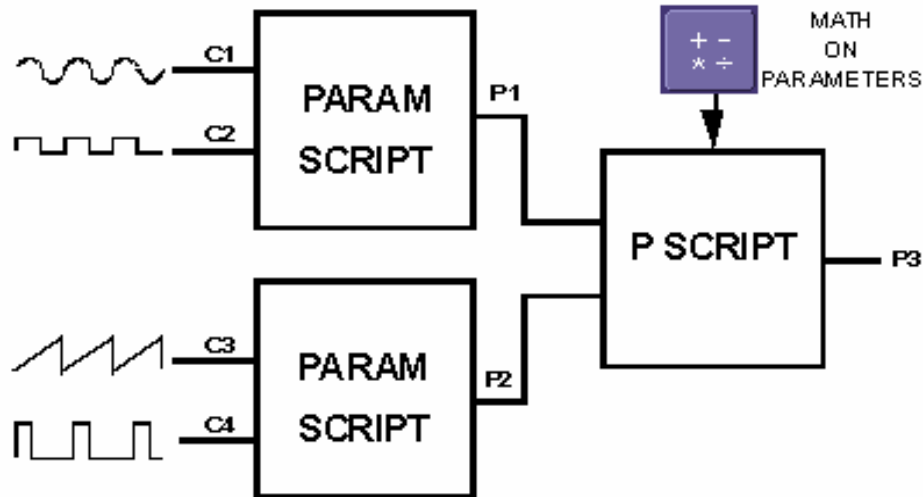 C1
C2
PARAM
SCRIPT
P1
+ -
* ÷
MATH
ON
PARAMETERS
P SCRIPT
P3
C3
C4
PARAM
SCRIPT
P2